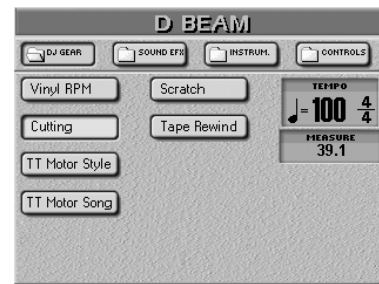 D BEAM
DJ GEAR SOUND EFX INSTRUM. CONTROLS
Vinyl RPM Scratch TEMPO
♩=100 4/4
Cutting Tape Rewind MEASURE
39.1
TT Motor Style
TT Motor Song